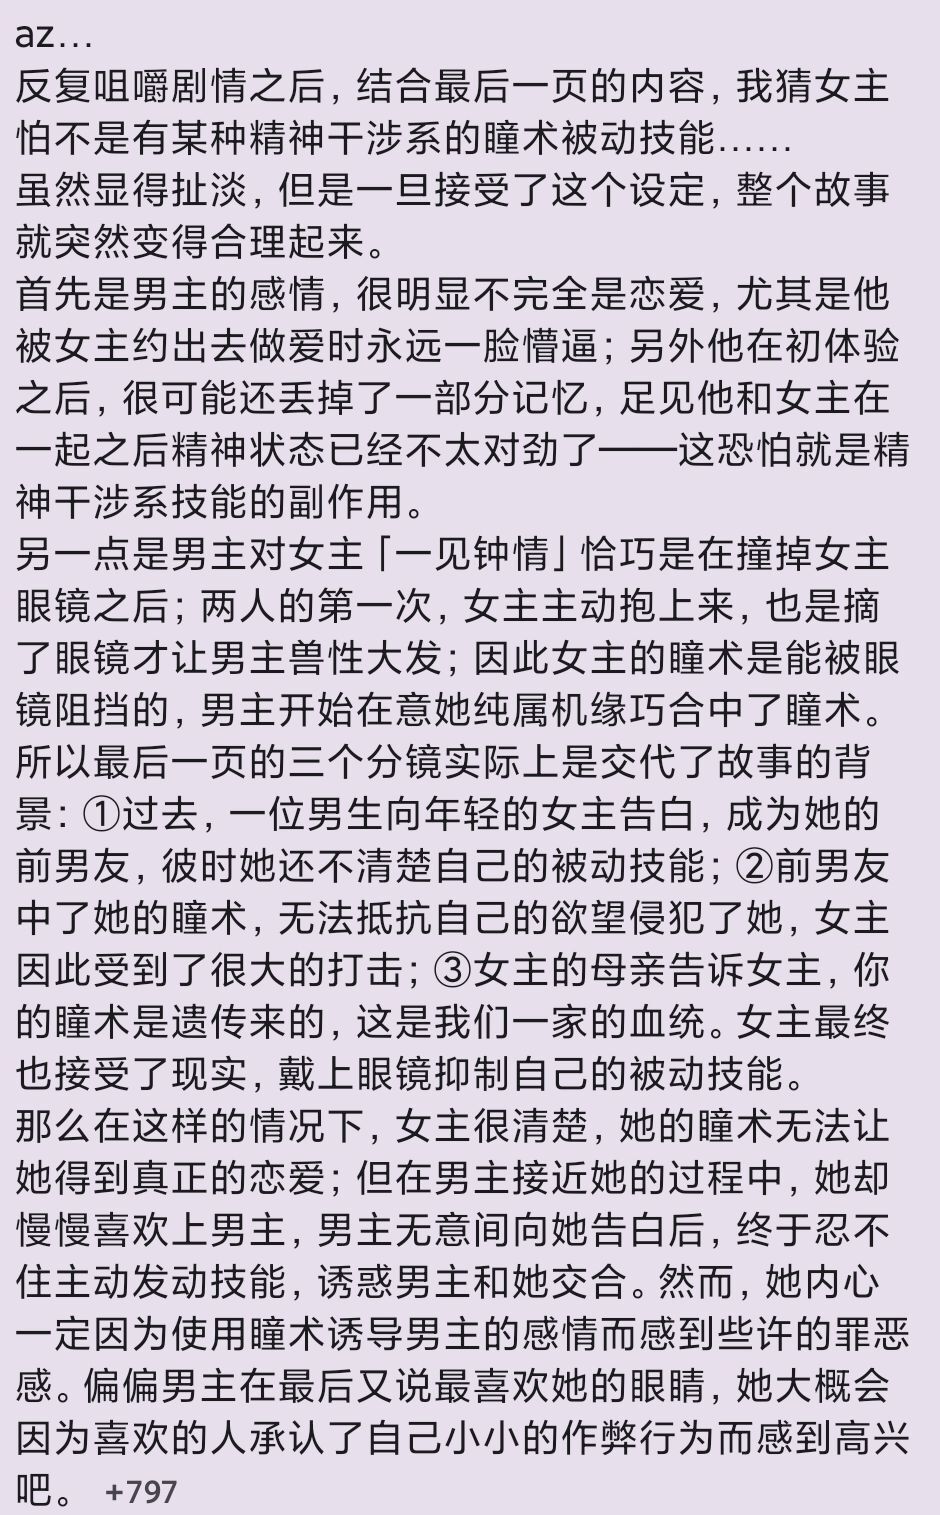 az...
反复咀嚼剧情之后，结合最后一页的内容，我猜女主
怕不是有某种精神干涉系的瞳术被动技能......
虽然显得扯淡，但是一旦接受了这个设定，整个故事
就突然变得合理起来。
首先是男主的感情，很明显不完全是恋爱，尤其是他
被女主约出去做爱时永远一脸懵逼；另外他在初体验
之后，很可能还丢掉了一部分记忆，足见他和女主在
一起之后精神状态已经不太对劲了——这恐怕就是精
神干涉系技能的副作用。
另一点是男主对女主「一见钟情」恰巧是在撞掉女主
眼镜之后；两人的第一次，女主主动抱上来，也是摘
了眼镜才让男主兽性大发；因此女主的瞳术是能被眼
镜阻挡的，男主开始在意她纯属机缘巧合中了瞳术。
所以最后一页的三个分镜实际上是交代了故事的背
景：①过去，一位男生向年轻的女主告白，成为她的
前男友，彼时她还不清楚自己的被动技能；②前男友
中了她的瞳术，无法抵抗自己的欲望侵犯了她，女主
因此受到了很大的打击；③女主的母亲告诉女主，你
的瞳术是遗传来的，这是我们一家的血统。女主最终
也接受了现实，戴上眼镜抑制自己的被动技能。
那么在这样的情况下，女主很清楚，她的瞳术无法让
她得到真正的恋爱；但在男主接近她的过程中，她却
慢慢喜欢上男主，男主无意间向她告白后，终于忍不
住主动发动技能，诱惑男主和她交合。然而，她内心
一定因为使用瞳术诱导男主的感情而感到些许的罪恶
感。偏偏男主在最后又说最喜欢她的眼睛，她大概会
因为喜欢的人承认了自己小小的作弊行为而感到高兴
吧。 +797